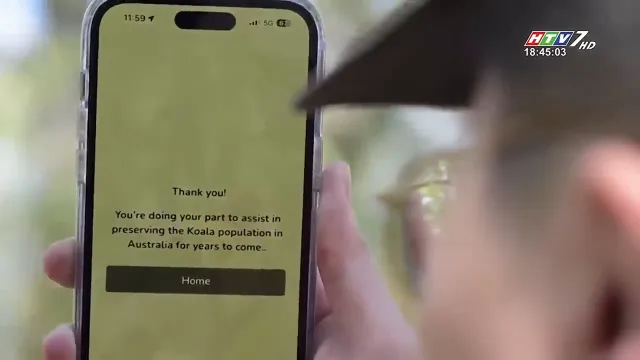 11:59
5G
HTV7 HD
18:45:03
Thank you!
You're doing your part to assist in
preserving the Koala population in
Australia for years to come..
Home